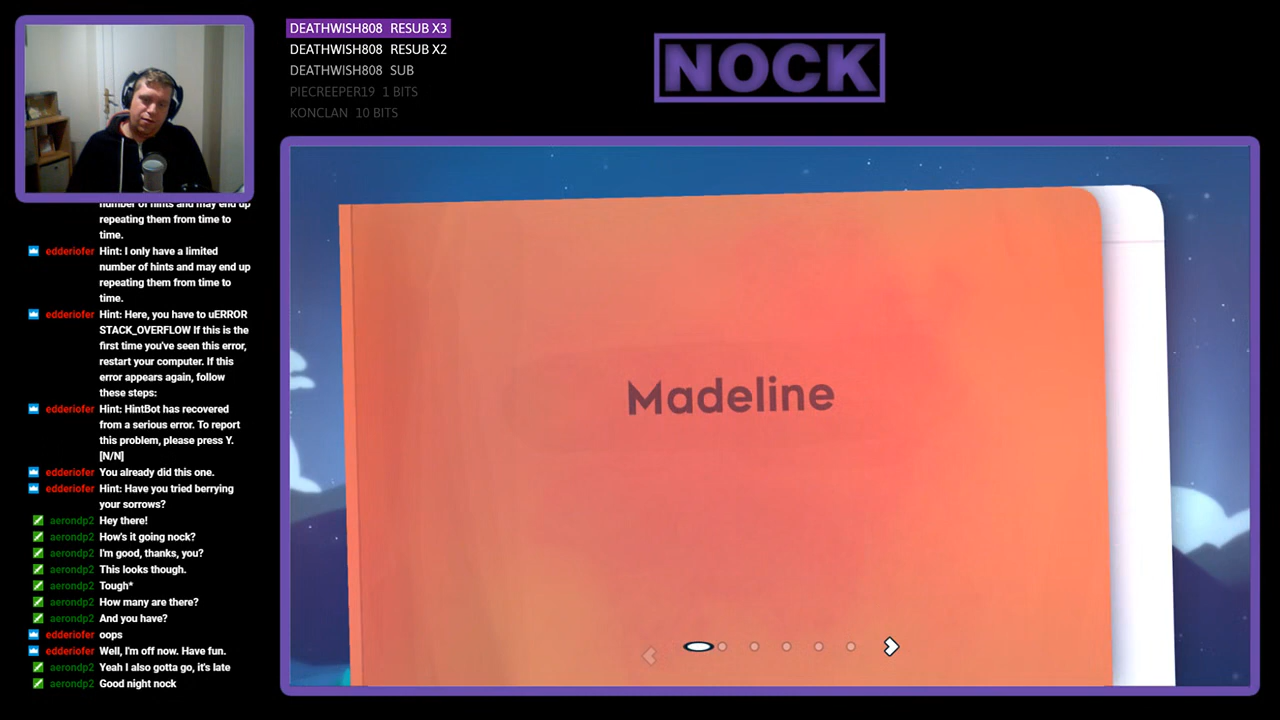 DEATHWISH808 RESUB X3
DEATHWISH808 RESUB X2
DEATHWISH808 SUB
PIECREEPER19 1 BITS
KONCLAN 10 BITS
NOCK
number of hints and may end up
repeating them from time to
time.
edderiofer Hint: I only have a limited
number of hints and may end up
repeating them from time to
time.
edderiofer Hint: Here, you have to uERROR
STACK_OVERFLOW If this is the
first time you've seen this error,
restart your computer. If this
error appears again, follow
these steps:
edderiofer Hint: HintBot has recovered
from a serious error. To report
this problem, please press Y.
[N/N]
edderiofer You already did this one.
edderiofer Hint: Have you tried berrying
your sorrows?
aerondp2 Hey there!
aerondp2 How's it going nock?
aerondp2 I'm good, thanks, you?
aerondp2 This looks though.
aerondp2 Tough*
aerondp2 How many are there?
aerondp2 And you have?
edderiofer oops
edderiofer Well, I'm off now. Have fun.
aerondp2 Yeah I also gotta go, it's late
aerondp2 Good night nock
Madeline